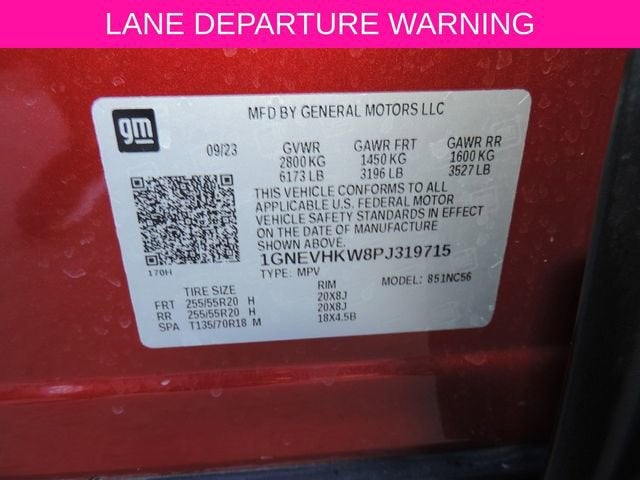 LANE DEPARTURE WARNING
gm
MFD BY GENERAL MOTORS LLC
09/23 GVWR GAWR FRT GAWR RR
2800 KG 1450 KG 1600 KG
6173 LB 3196 LB 3527 LB
THIS VEHICLE CONFORMS TO ALL
APPLICABLE U.S. FEDERAL MOTOR
VEHICLE SAFETY STANDARDS IN EFFECT
ON THE DATE OF MANUFACTURE
SHOWN ABOVE.
170H 1GNEVHKW8PJ319715
TYPE: MPV MODEL: 851NC56
TIRE SIZE RIM
FRT 255/55R20 H 20X8J
RR 255/55R20 H 20X8J
SPA T135/70R18 M 18X4.5B